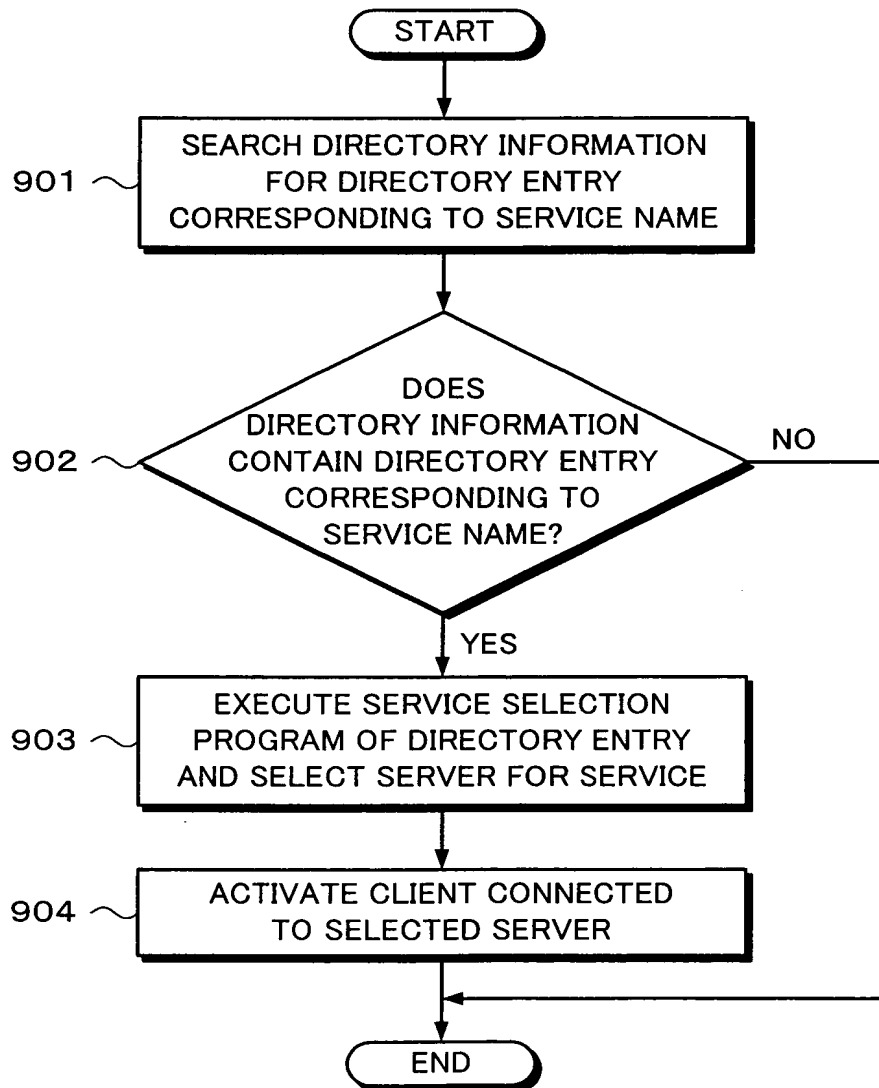 START
901
SEARCH DIRECTORY INFORMATION
FOR DIRECTORY ENTRY
CORRESPONDING TO SERVICE NAME
902
DOES
DIRECTORY INFORMATION
CONTAIN DIRECTORY ENTRY
CORRESPONDING TO
SERVICE NAME?
NO
YES
903
EXECUTE SERVICE SELECTION
PROGRAM OF DIRECTORY ENTRY
AND SELECT SERVER FOR SERVICE
904
ACTIVATE CLIENT CONNECTED
TO SELECTED SERVER
END